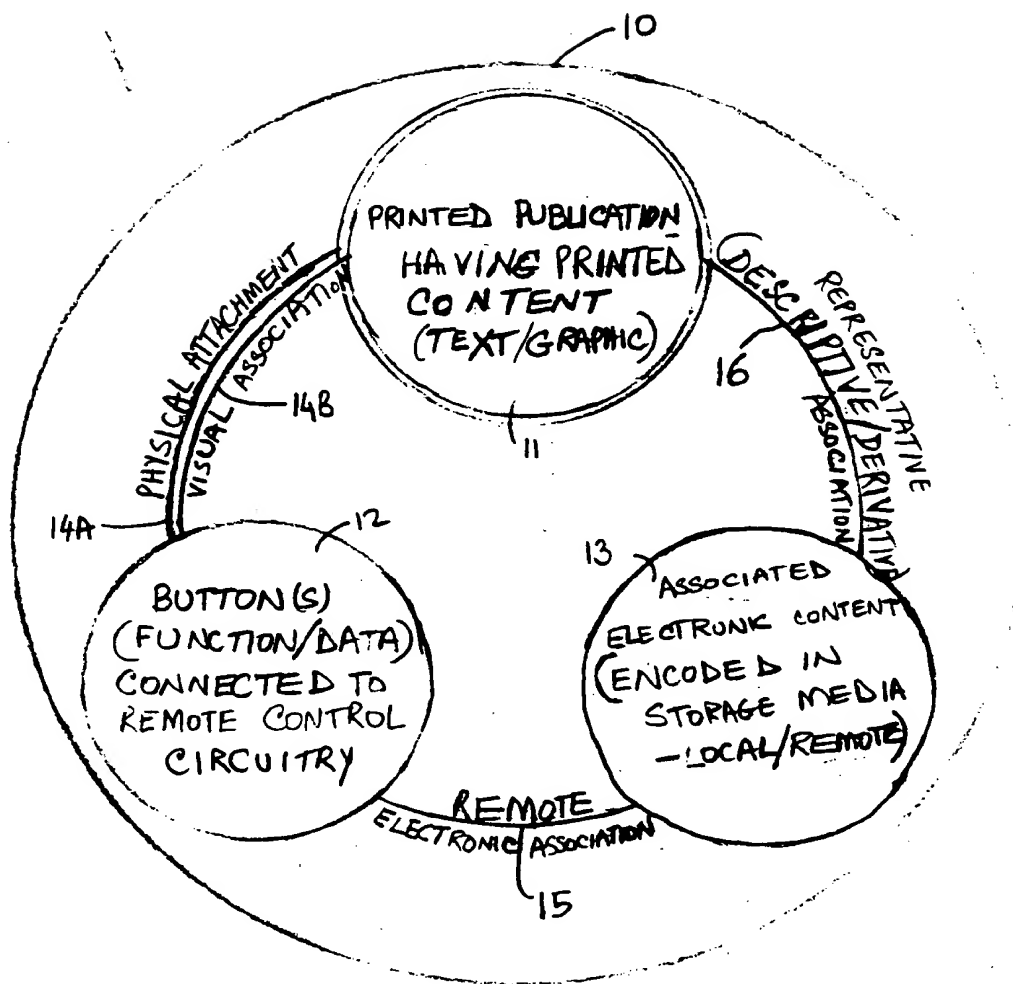 10
PRINTED PUBLICATION
HAVING PRINTED
CONTENT
(TEXT/GRAPHIC)
11
PHYSICAL ATTACHMENT
VISUAL ASSOCIATION
14B
14A
(DESCRIPTIVE/DERIVATIVE)
REPRESENTATIVE
ASSOCIATION
16
12
BUTTON(S)
(FUNCTION/DATA)
CONNECTED TO
REMOTE CONTROL
CIRCUITRY
13
ASSOCIATED
ELECTRONIC CONTENT
(ENCODED IN
STORAGE MEDIA
-LOCAL/REMOTE)
REMOTE
ELECTRONIC ASSOCIATION
15